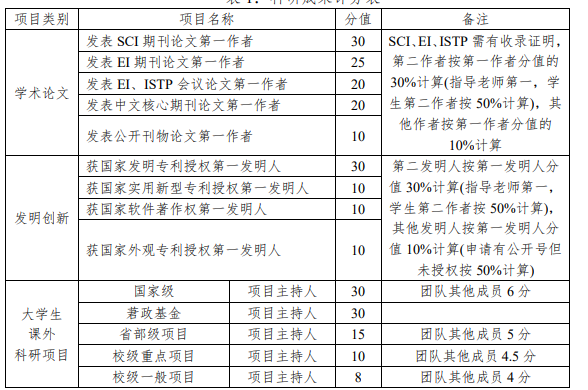 表 1：科研成果计分表
项目类别 项目名称 分值 备注
学术论文
发表 SCI 期刊论文第一作者 30
发表 EI 期刊论文第一作者 25
发表 EI、ISTP 会议论文第一作者 20
发表中文核心期刊论文第一作者 20
发表公开刊物论文第一作者 10
SCI、EI、ISTP 需有收录证明，
第二作者按第一作者分值的
30%计算(指导老师第一，学
生第二作者按 50%计算)，其
他作者按第一作者分值的
10%计算
发明创新
获国家发明专利授权第一发明人 30
获国家实用新型专利授权第一发明人 10
获国家软件著作权第一发明人 10
获国家外观专利授权第一发明人 10
第二发明人按第一发明人分
值 30%计算(指导老师第一，
学生第二作者按 50%计算)，
其他发明人按第一发明人分
值 10%计算(申请有公开号但
未授权按 50%计算)
大学生
课外
科研项目
国家级 项目主持人 30 团队其他成员 6 分
莙政基金 项目主持人 30
省部级项目 项目主持人 15 团队其他成员 5 分
校级重点项目 项目主持人 10 团队其他成员 4.5 分
校级一般项目 项目主持人 8 团队其他成员 4 分